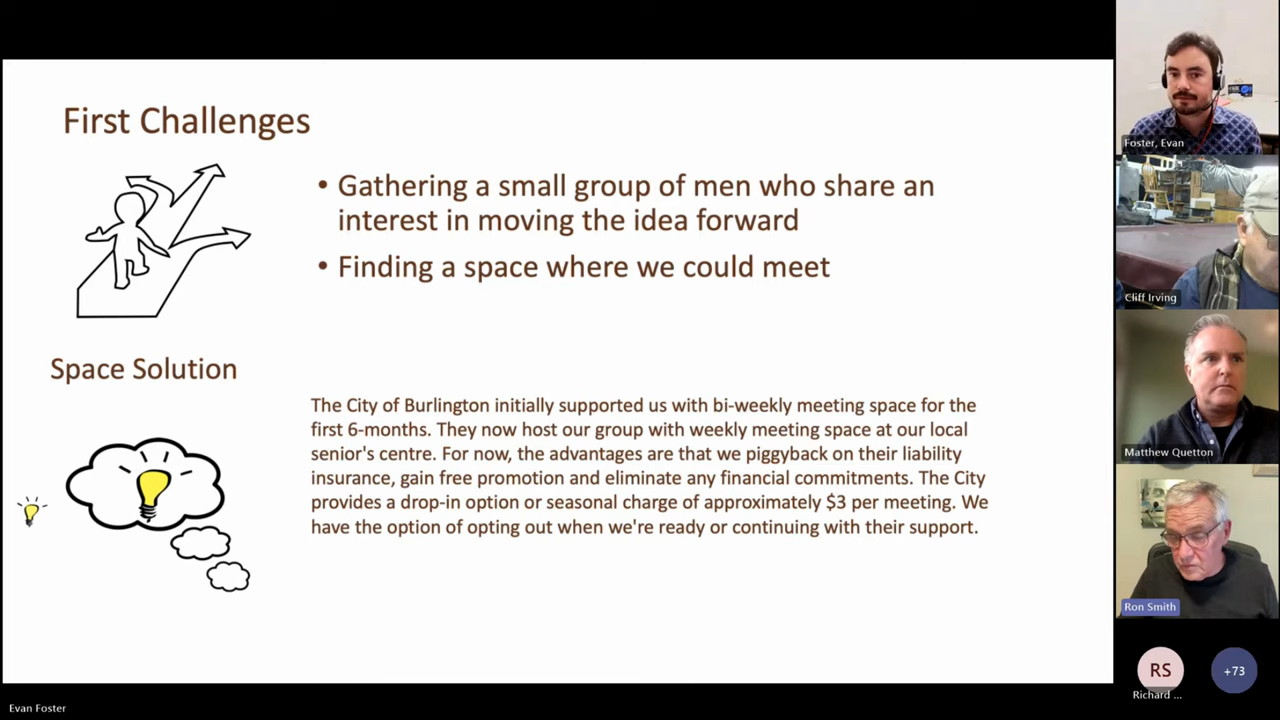 First Challenges
• Gathering a small group of men who share an
interest in moving the idea forward
• Finding a space where we could meet
Space Solution
The City of Burlington initially supported us with bi-weekly meeting space for the
first 6-months. They now host our group with weekly meeting space at our local
senior's centre. For now, the advantages are that we piggyback on their liability
insurance, gain free promotion and eliminate any financial commitments. The City
provides a drop-in option or seasonal charge of approximately $3 per meeting. We
have the option of opting out when we're ready or continuing with their support.
Foster, Evan
Cliff Irving
Matthew Quetton
Ron Smith
RS
+73
Richard ...
Evan Foster